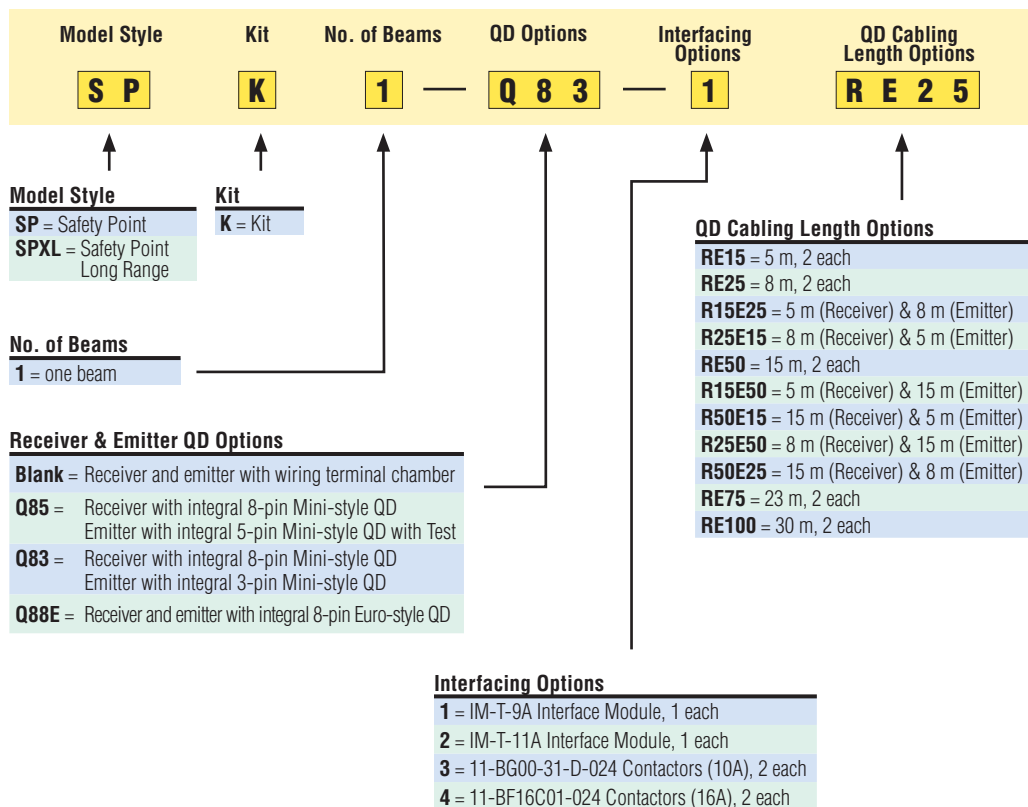 Model Style Kit No. of Beams QD Options Interfacing Options QD Cabling Length Options
S P K 1 — Q 8 3 — 1 R E 2 5
Model Style
SP = Safety Point
SPXL = Safety Point
Long Range
Kit
K = Kit
No. of Beams
1 = one beam
Receiver & Emitter QD Options
Blank = Receiver and emitter with wiring terminal chamber
Q85 = Receiver with integral 8-pin Mini-style QD
Emitter with integral 5-pin Mini-style QD with Test
Q83 = Receiver with integral 8-pin Mini-style QD
Emitter with integral 3-pin Mini-style QD
Q88E = Receiver and emitter with integral 8-pin Euro-style QD
QD Cabling Length Options
RE15 = 5 m, 2 each
RE25 = 8 m, 2 each
R15E25 = 5 m (Receiver) & 8 m (Emitter)
R25E15 = 8 m (Receiver) & 5 m (Emitter)
RE50 = 15 m, 2 each
R15E50 = 5 m (Receiver) & 15 m (Emitter)
R50E15 = 15 m (Receiver) & 5 m (Emitter)
R25E50 = 8 m (Receiver) & 15 m (Emitter)
R50E25 = 15 m (Receiver) & 8 m (Emitter)
RE75 = 23 m, 2 each
RE100 = 30 m, 2 each
Interfacing Options
1 = IM-T-9A Interface Module, 1 each
2 = IM-T-11A Interface Module, 1 each
3 = 11-BG00-31-D-024 Contactors (10A), 2 each
4 = 11-BF16C01-024 Contactors (16A), 2 each